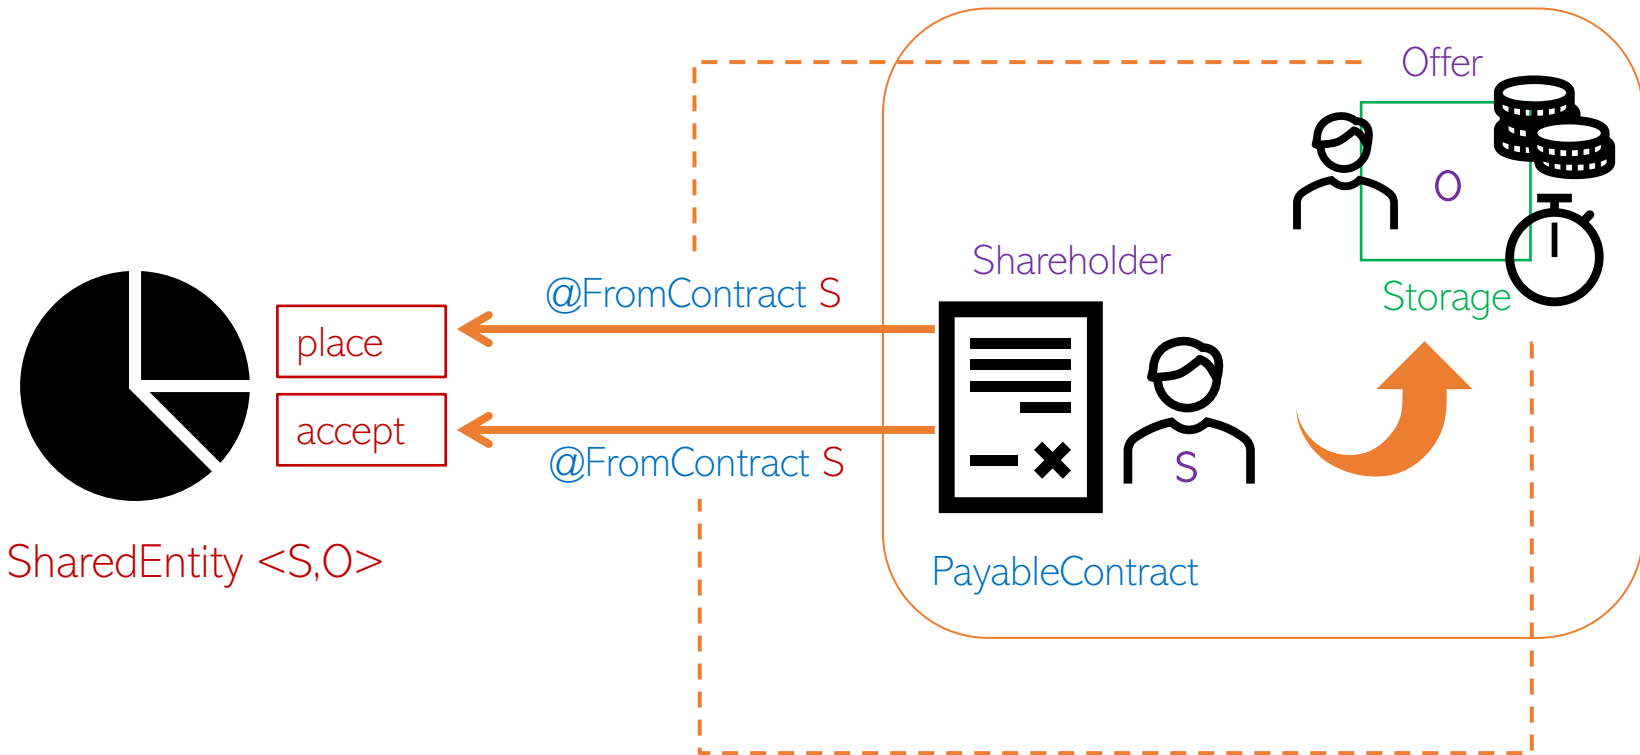 Offer
O
Storage
Shareholder
@FromContract S
place
accept
@FromContract S
S
SharedEntity <S,O>
PayableContract